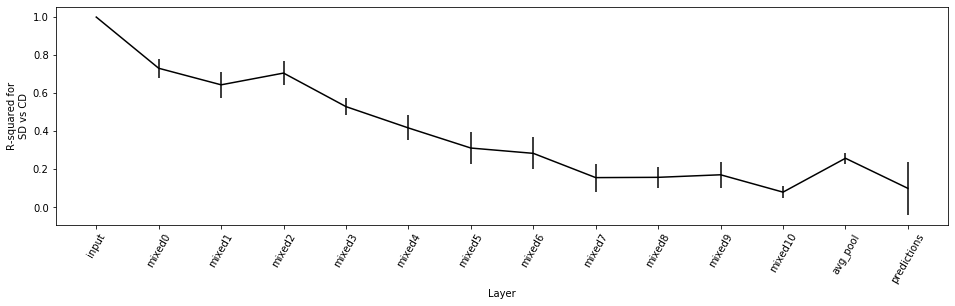 R-squared for
SD vs CD
1.0
0.8
0.6
0.4
0.2
0.0
input
mixed0
mixed1
mixed2
mixed3
mixed4
mixed5
mixed6
mixed7
mixed8
mixed9
mixed10
avg_pool
predictions
Layer